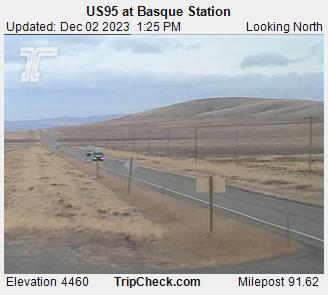 US95 at Basque Station
Updated: Dec 02 2023 1:25 PM Looking North
Elevation 4460 TripCheck.com Milepost 91.62